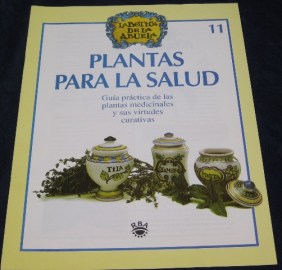 LA BOTICA
DE LA
ABUELA
11
PLANTAS
PARA LA SALUD
Guía práctica de las
plantas medicinales
y sus virtudes
curativas
TILA
RBA